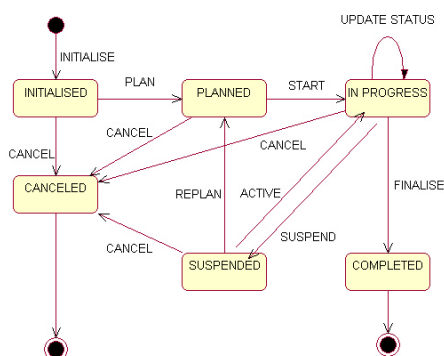 UPDATE STATUS
INITIALISE
PLAN
START
INITIALISED
PLANNED
IN PROGRESS
CANCEL
CANCEL
CANCEL
CANCELED
REPLAN
ACTIVE
FINALISE
SUSPEND
CANCEL
SUSPENDED
COMPLETED